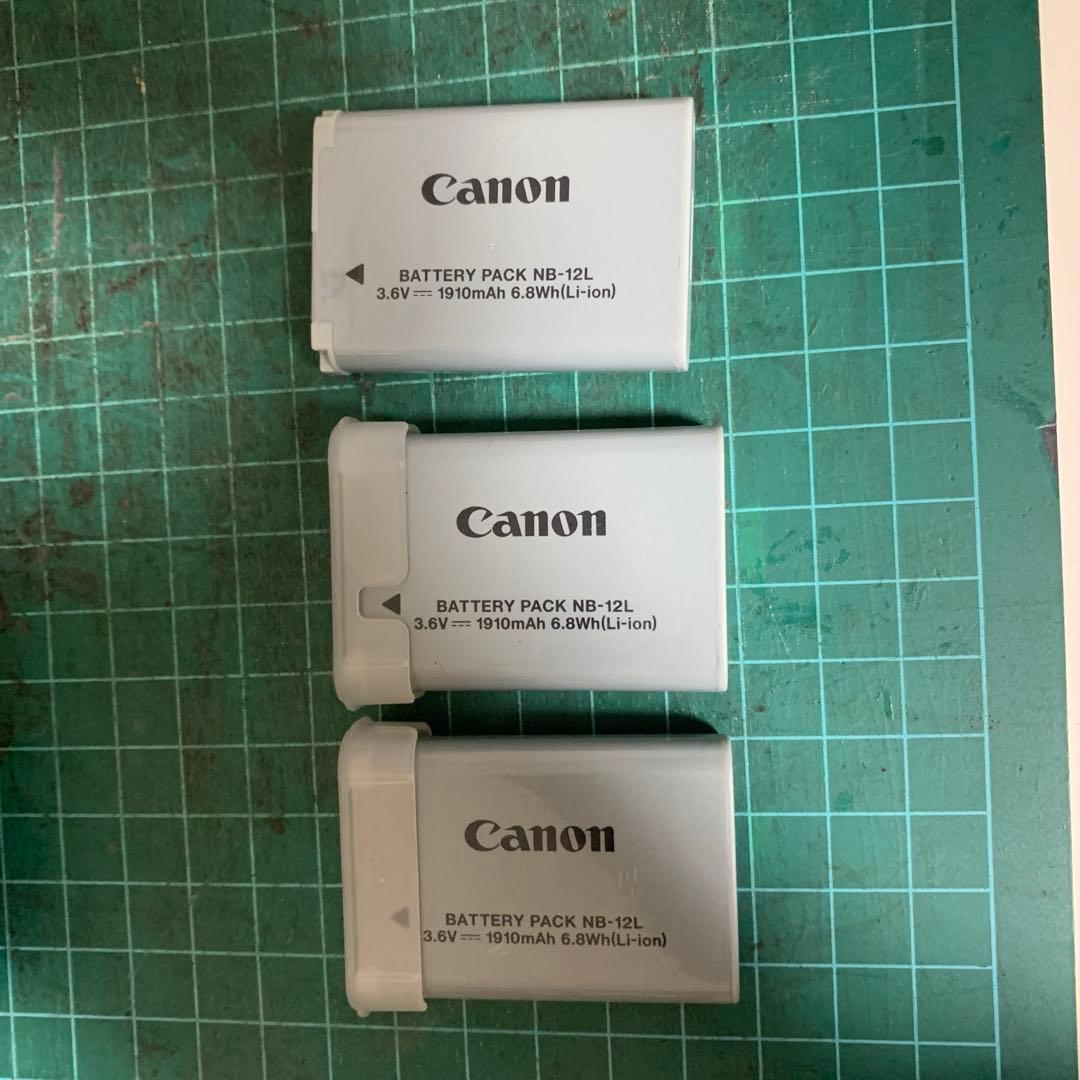 Canon
BATTERY PACK NB-12L
3.6V⎓ 1910mAh 6.8Wh(Li-ion)
Canon
BATTERY PACK NB-12L
3.6V⎓ 1910mAh 6.8Wh(Li-ion)
Canon
BATTERY PACK NB-12L
3.6V⎓ 1910mAh 6.8Wh(Li-ion)